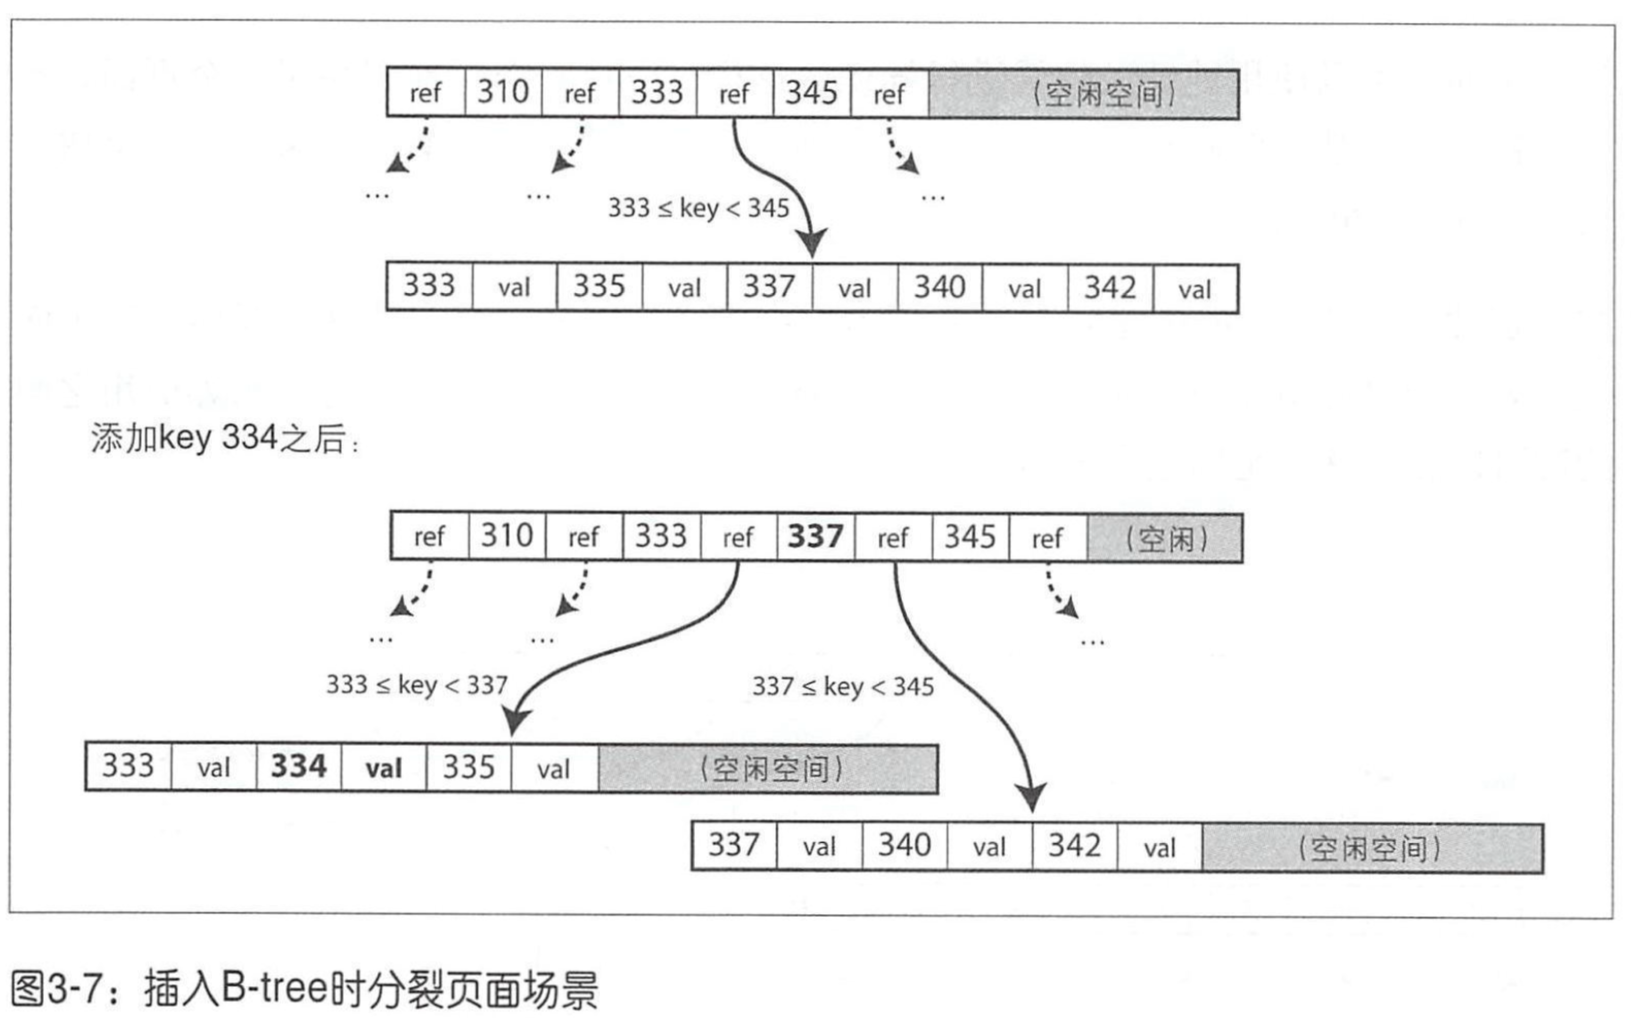 ref 310 ref 333 ref 345 ref (空闲空间)
... ... ...
333 ≤ key < 345
333 val 335 val 337 val 340 val 342 val
添加key 334之后:
ref 310 ref 333 ref 337 ref 345 ref (空闲)
... ... ...
333 ≤ key < 337 337 ≤ key < 345
333 val 334 val 335 val (空闲空间)
337 val 340 val 342 val (空闲空间)
图3-7：插入B-tree时分裂页面场景